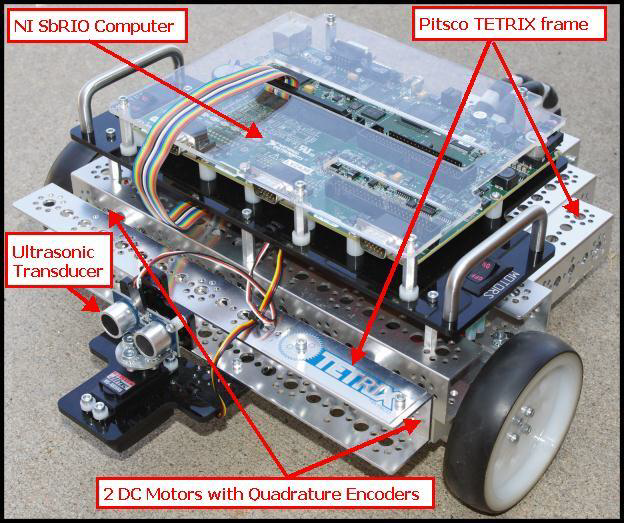 NI SbRIO Computer
Pitsco TETRIX frame
Ultrasonic
Transducer
MOTORS
TETRIX
2 DC Motors with Quadrature Encoders